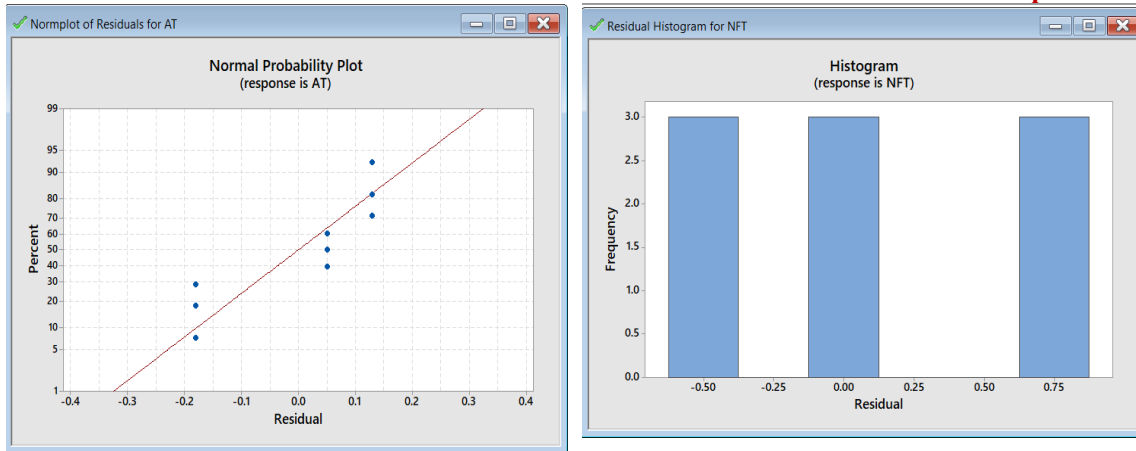 Normplot of Residuals for AT
Normal Probability Plot
(response is AT)
99
95
90
80
70
60
50
40
30
20
10
5
1
Percent
-0.4 -0.3 -0.2 -0.1 0.0 0.1 0.2 0.3 0.4
Residual
Residual Histogram for NFT
Histogram
(response is NFT)
3.0
2.5
2.0
1.5
1.0
0.5
0.0
Frequency
-0.50 -0.25 0.00 0.25 0.50 0.75
Residual